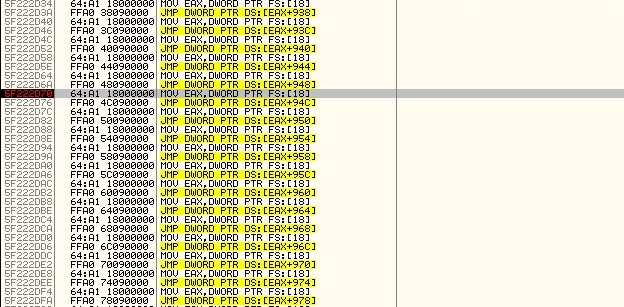 5F222D34 64:A1 18000000 MOV EAX,DWORD PTR FS:[18]
5F222D3A FFA0 38090000 JMP DWORD PTR DS:[EAX+938]
5F222D40 64:A1 18000000 MOV EAX,DWORD PTR FS:[18]
5F222D46 FFA0 3C090000 JMP DWORD PTR DS:[EAX+93C]
5F222D4C 64:A1 18000000 MOV EAX,DWORD PTR FS:[18]
5F222D52 FFA0 40090000 JMP DWORD PTR DS:[EAX+940]
5F222D58 64:A1 18000000 MOV EAX,DWORD PTR FS:[18]
5F222D5E FFA0 44090000 JMP DWORD PTR DS:[EAX+944]
5F222D64 64:A1 18000000 MOV EAX,DWORD PTR FS:[18]
5F222D6A FFA0 48090000 JMP DWORD PTR DS:[EAX+948]
5F222D70 64:A1 18000000 MOV EAX,DWORD PTR FS:[18]
5F222D76 FFA0 4C090000 JMP DWORD PTR DS:[EAX+94C]
5F222D7C 64:A1 18000000 MOV EAX,DWORD PTR FS:[18]
5F222D82 FFA0 50090000 JMP DWORD PTR DS:[EAX+950]
5F222D88 64:A1 18000000 MOV EAX,DWORD PTR FS:[18]
5F222D8E FFA0 54090000 JMP DWORD PTR DS:[EAX+954]
5F222D94 64:A1 18000000 MOV EAX,DWORD PTR FS:[18]
5F222D9A FFA0 58090000 JMP DWORD PTR DS:[EAX+958]
5F222DA0 64:A1 18000000 MOV EAX,DWORD PTR FS:[18]
5F222DA6 FFA0 5C090000 JMP DWORD PTR DS:[EAX+95C]
5F222DAC 64:A1 18000000 MOV EAX,DWORD PTR FS:[18]
5F222DB2 FFA0 60090000 JMP DWORD PTR DS:[EAX+960]
5F222DB8 64:A1 18000000 MOV EAX,DWORD PTR FS:[18]
5F222DBE FFA0 64090000 JMP DWORD PTR DS:[EAX+964]
5F222DC4 64:A1 18000000 MOV EAX,DWORD PTR FS:[18]
5F222DCA FFA0 68090000 JMP DWORD PTR DS:[EAX+968]
5F222DD0 64:A1 18000000 MOV EAX,DWORD PTR FS:[18]
5F222DD6 FFA0 6C090000 JMP DWORD PTR DS:[EAX+96C]
5F222DDC 64:A1 18000000 MOV EAX,DWORD PTR FS:[18]
5F222DE2 FFA0 70090000 JMP DWORD PTR DS:[EAX+970]
5F222DE8 64:A1 18000000 MOV EAX,DWORD PTR FS:[18]
5F222DEE FFA0 74090000 JMP DWORD PTR DS:[EAX+974]
5F222DF4 64:A1 18000000 MOV EAX,DWORD PTR FS:[18]
5F222DFA FFA0 78090000 JMP DWORD PTR DS:[EAX+978]